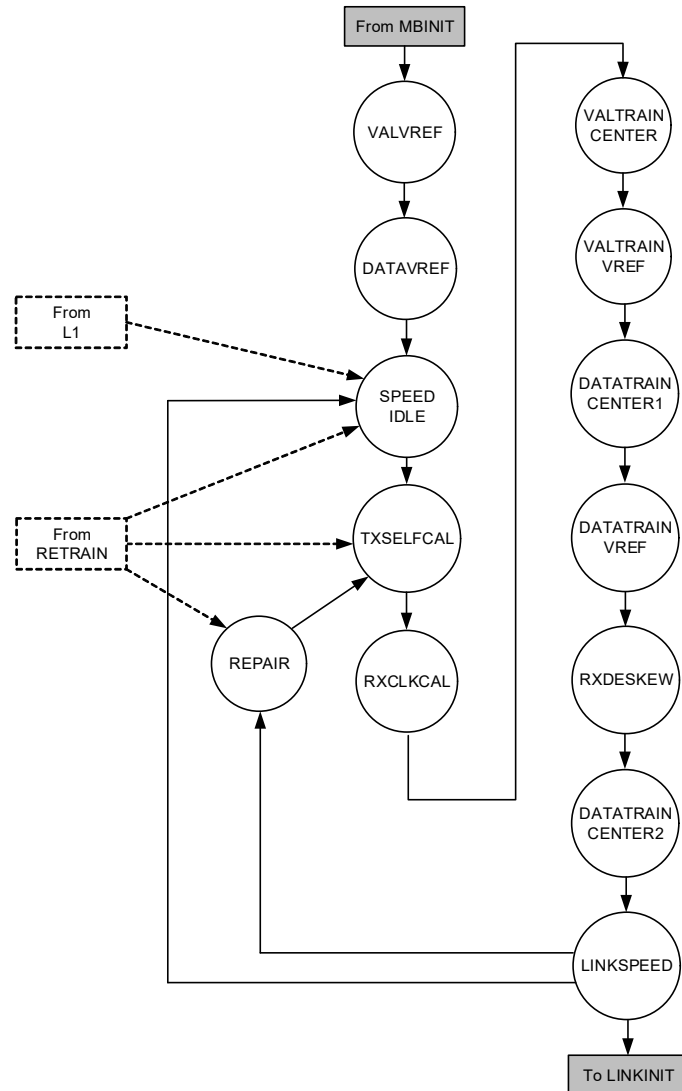 From MBINIT
VALVREF
DATAVREF
From
L1
SPEED
IDLE
From
RETRAIN
TXSELFCAL
REPAIR
RXCLKCAL
VALTRAIN
CENTER
VALTRAIN
VREF
DATATRAIN
CENTER1
DATATRAIN
VREF
RXDESKEW
DATATRAIN
CENTER2
LINKSPEED
To LINKINIT